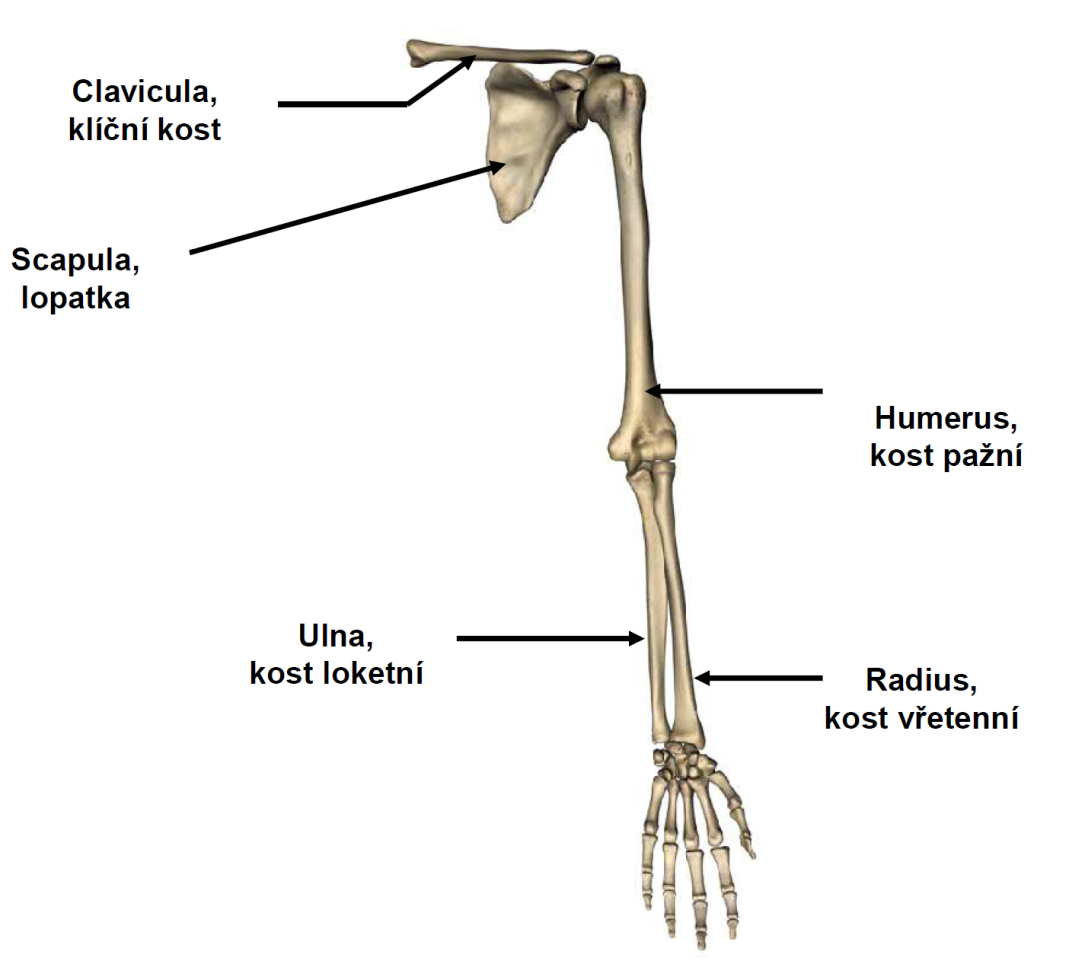 Clavicula,
klíční kost
Scapula,
lopatka
Humerus,
kost pažní
Ulna,
kost loketní
Radius,
kost vřetenní